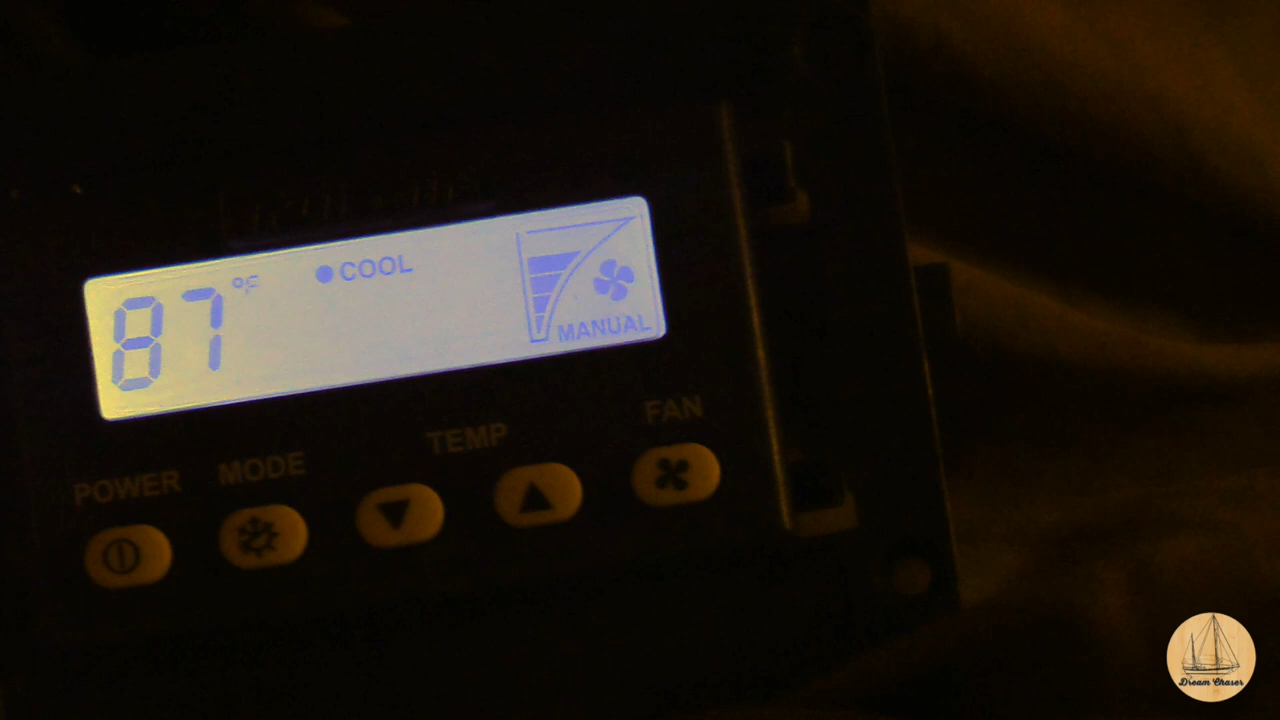 87 °F
COOL
MANUAL
POWER
MODE
TEMP
FAN
Dream Chaser